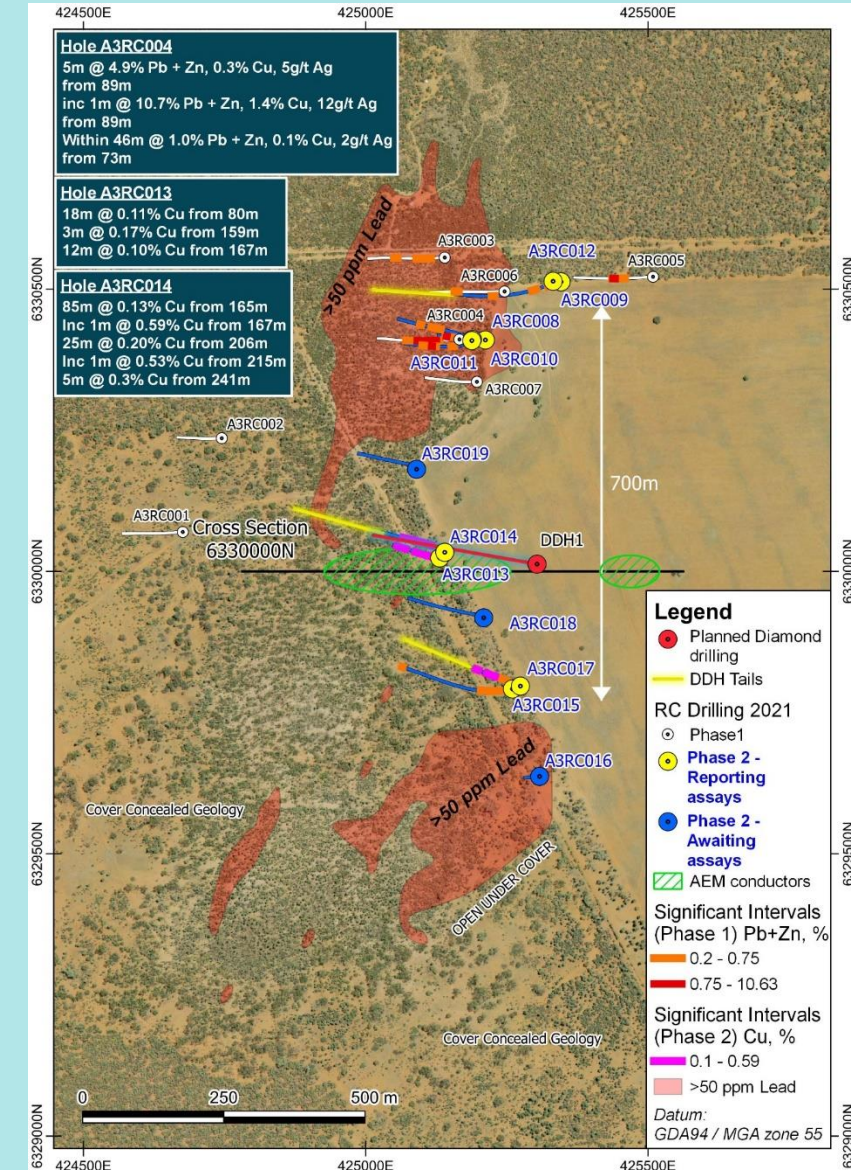 424500E
425000E
425500E
Hole A3RC004
5m @ 4.9% Pb + Zn, 0.3% Cu, 5g/t Ag
from 89m
inc 1m @ 10.7% Pb + Zn, 1.4% Cu, 12g/t Ag
from 89m
Within 46m @ 1.0% Pb + Zn, 0.1% Cu, 2g/t Ag
from 73m
Hole A3RC013
18m @ 0.11% Cu from 80m
3m @ 0.17% Cu from 159m
12m @ 0.10% Cu from 167m
Hole A3RC014
85m @ 0.13% Cu from 165m
Inc 1m @ 0.59% Cu from 167m
25m @ 0.20% Cu from 206m
Inc 1m @ 0.53% Cu from 215m
5m @ 0.3% Cu from 241m
>50 ppm Lead
A3RC003
A3RC012
A3RC005
6330500N
6330500N
A3RC006
A3RC009
A3RC004
A3RC008
A3RC011
A3RC010
A3RC007
A3RC002
A3RC019
700m
A3RC001
Cross Section
6330000N
A3RC014
DDH1
A3RC013
6330000N
6330000N
A3RC018
A3RC017
A3RC015
>50 ppm Lead
A3RC016
Cover Concealed Geology
OPEN UNDER COVER
6329500N
6329500N
Cover Concealed Geology
Legend
Planned Diamond
drilling
DDH Tails
RC Drilling 2021
Phase1
Phase 2 -
Reporting
assays
Phase 2 -
Awaiting
assays
AEM conductors
Significant Intervals
(Phase 1) Pb+Zn, %
0.2 - 0.75
0.75 - 10.63
Significant Intervals
(Phase 2) Cu, %
0.1 - 0.59
>50 ppm Lead
Datum:
GDA94 / MGA zone 55
0
250
500 m
6329000N
6329000N
424500E
425000E
425500E